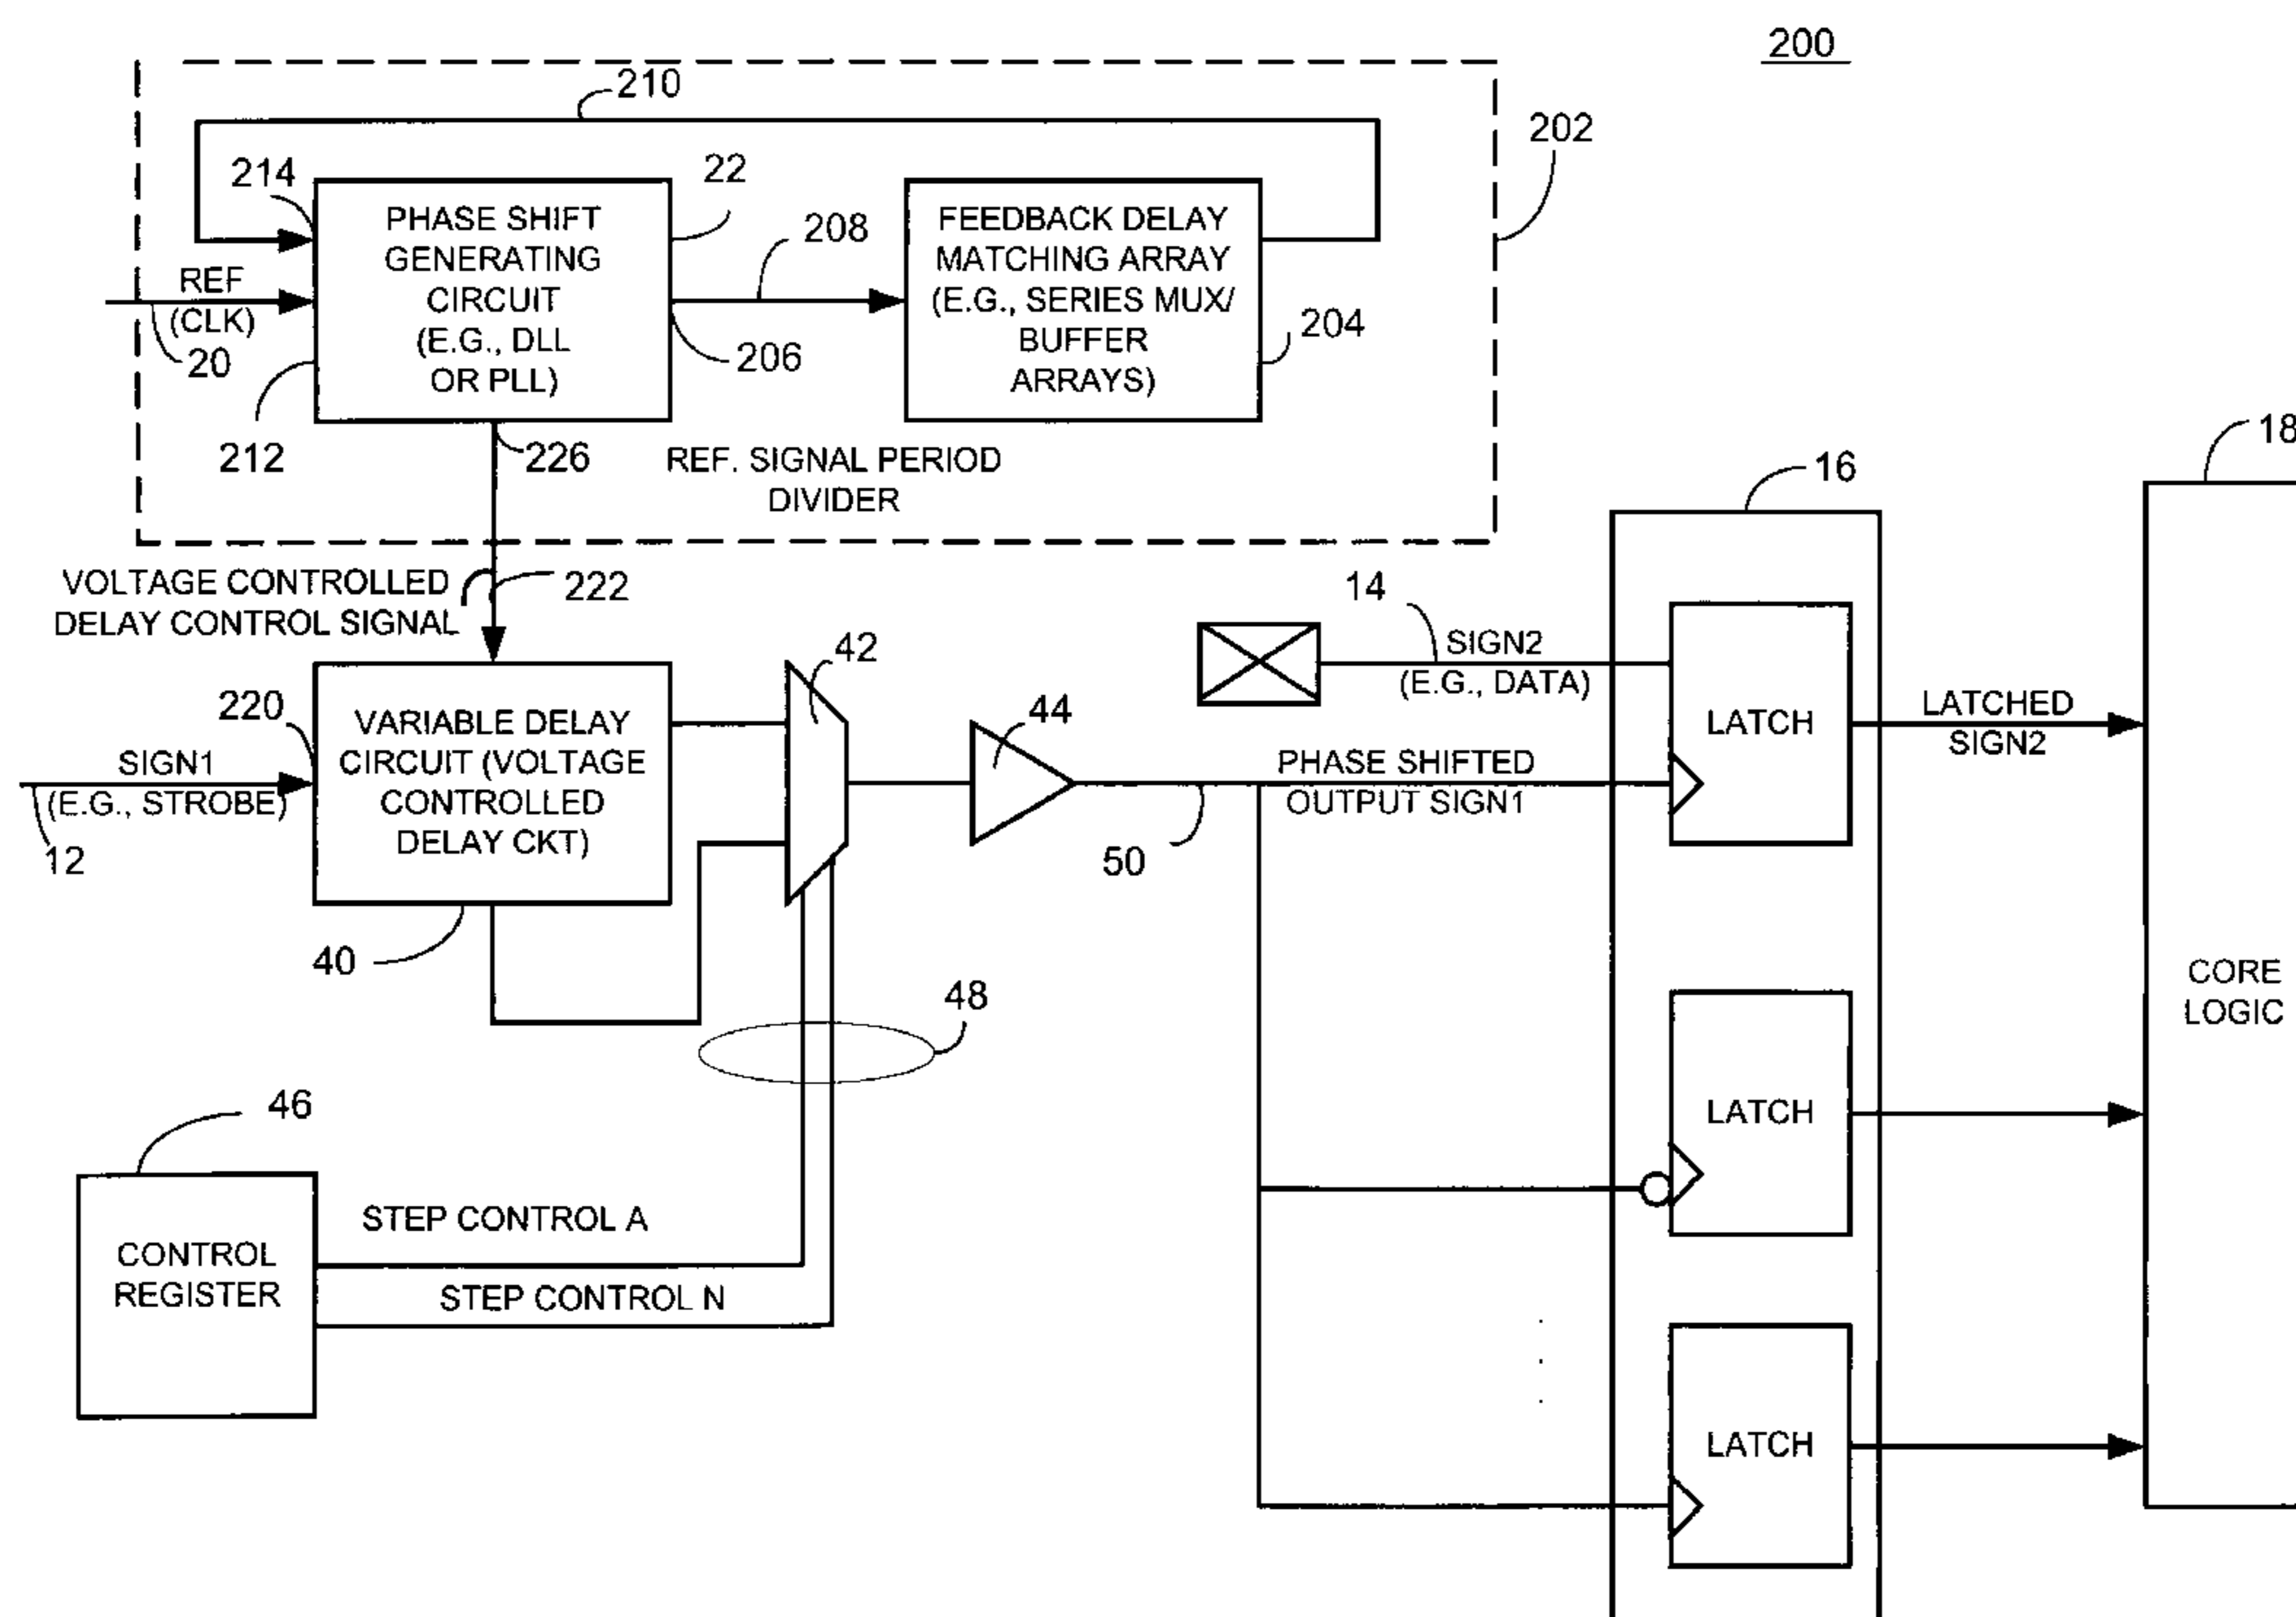 200
210
202
214
22
PHASE SHIFT
GENERATING
CIRCUIT
(E.G., DLL
OR PLL)
208
FEEDBACK DELAY
MATCHING ARRAY
(E.G., SERIES MUX/
BUFFER
ARRAYS)
REF
(CLK)
20
206
204
212
226
REF. SIGNAL PERIOD
DIVIDER
16
18
VOLTAGE CONTROLLED
DELAY CONTROL SIGNAL
222
14
SIGN2
(E.G., DATA)
LATCH
LATCHED
SIGN2
42
220
VARIABLE DELAY
CIRCUIT (VOLTAGE
CONTROLLED
DELAY CKT)
44
SIGN1
(E.G., STROBE)
12
PHASE SHIFTED
OUTPUT SIGN1
50
40
48
CORE
LOGIC
46
LATCH
CONTROL
REGISTER
STEP CONTROL A
STEP CONTROL N
LATCH